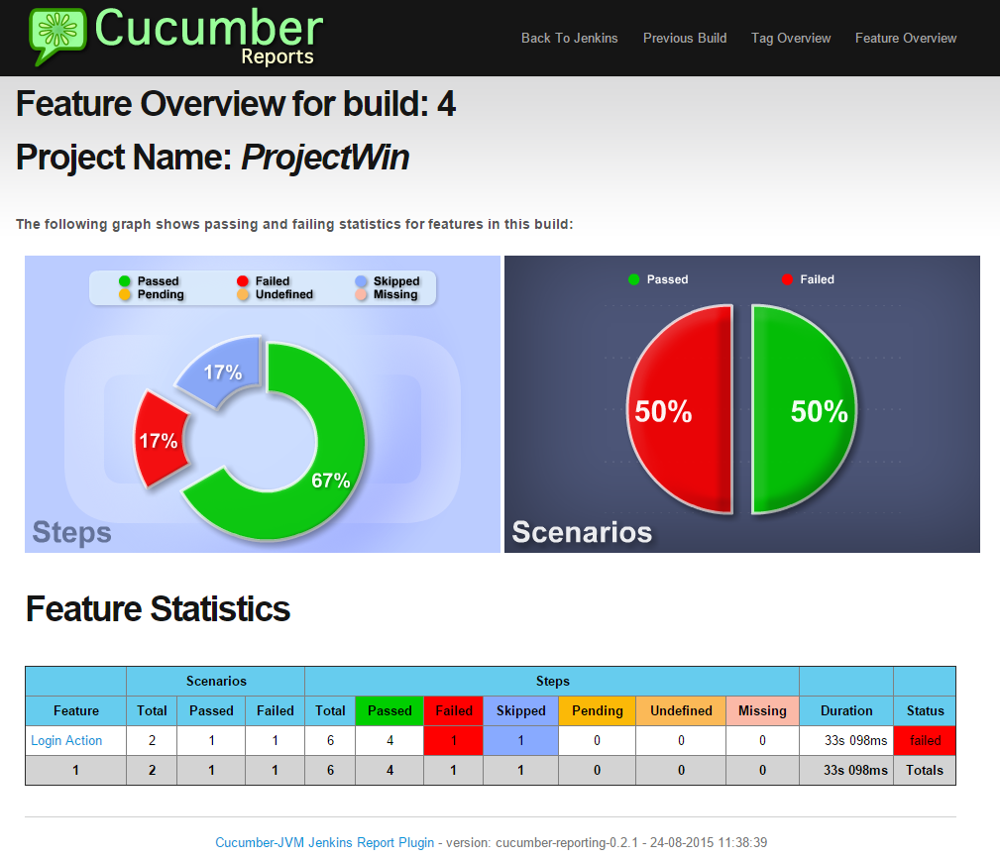 Cucumber
Reports
Back To Jenkins Previous Build Tag Overview Feature Overview
Feature Overview for build: 4
Project Name: ProjectWin
The following graph shows passing and failing statistics for features in this build:
Passed Failed Skipped
Pending Undefined Missing
17%
17%
67%
Steps
Passed Failed
50% 50%
Scenarios
Feature Statistics
Scenarios Steps
Feature Total Passed Failed Total Passed Failed Skipped Pending Undefined Missing Duration Status
Login Action 2 1 1 6 4 1 1 0 0 0 33s 098ms failed
1 2 1 1 6 4 1 1 0 0 0 33s 098ms Totals
Cucumber-JVM Jenkins Report Plugin - version: cucumber-reporting-0.2.1 - 24-08-2015 11:38:39